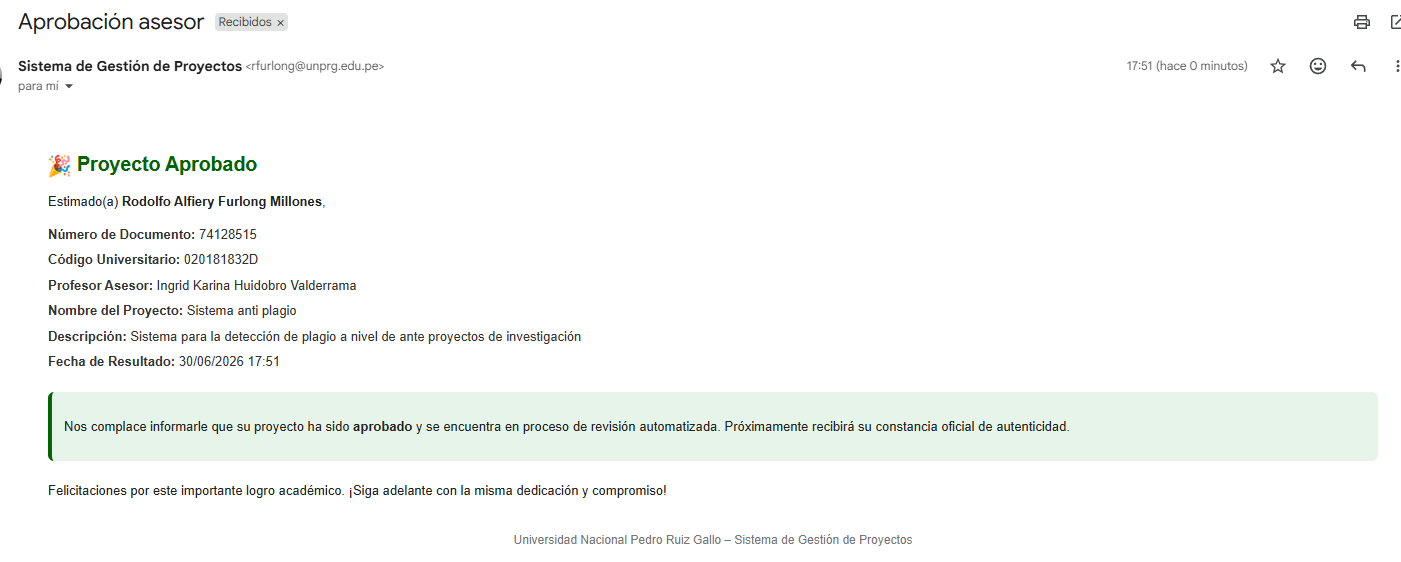 Aprobación asesor Recibidos ×
Sistema de Gestión de Proyectos <rfurlong@unprg.edu.pe> 17:51 (hace 0 minutos)
para mí
Proyecto Aprobado
Estimado(a) Rodolfo Alfiery Furlong Millones,
Número de Documento: 74128515
Código Universitario: 020181832D
Profesor Asesor: Ingrid Karina Huidobro Valderrama
Nombre del Proyecto: Sistema anti plagio
Descripción: Sistema para la detección de plagio a nivel de ante proyectos de investigación
Fecha de Resultado: 30/06/2026 17:51
Nos complace informarle que su proyecto ha sido aprobado y se encuentra en proceso de revisión automatizada. Próximamente recibirá su constancia oficial de autenticidad.
Felicitaciones por este importante logro académico. ¡Siga adelante con la misma dedicación y compromiso!
Universidad Nacional Pedro Ruiz Gallo – Sistema de Gestión de Proyectos